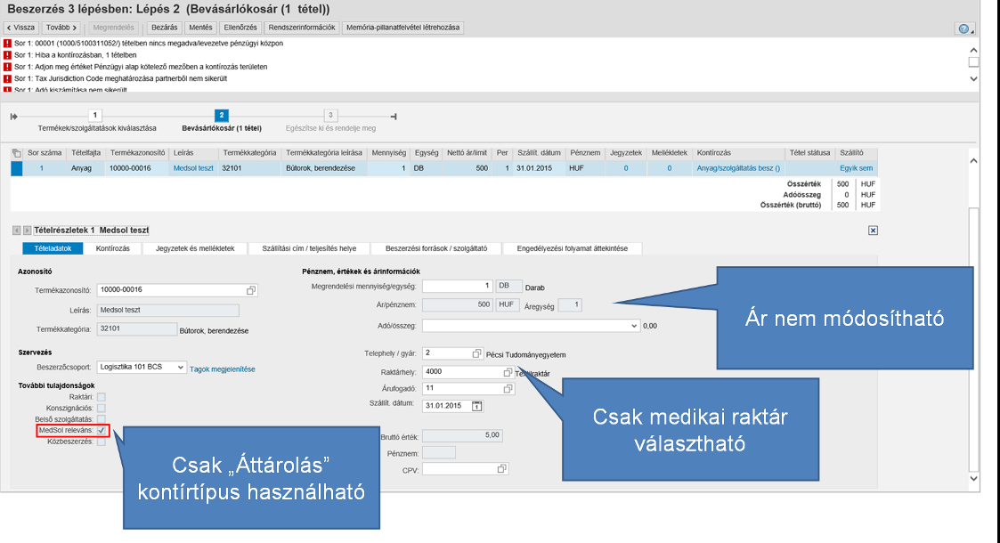 Beszerzés 3 lépésben: Lépés 2 (Bevásárlókosár (1 tétel))
Vissza Tovább Megrendelés Bezárás Mentés Ellenőrzés Rendszerinformációk Memória-pillanatfelvétel létrehozása
Sor 1: 00001 (1000/5100311052/) tételben nincs megadva/levezetve pénzügyi közpon
Sor 1: Hiba a kontírozásban, 1 tételben
Sor 1: Adjon meg értéket Pénzügyi alap kötelező mezőben a kontírozás területen
Sor 1: Tax Jurisdiction Code meghatározása partnerből nem sikerült
Sor 1: Adó kiszámítása nem sikerült
1 2 3
Termékek/szolgáltatások kiválasztása Bevásárlókosár (1 tétel) Egészítse ki és rendelje meg
Sor száma Tételfajta Termékazonosító Leírás Termékkategória Termékkategória leírása Mennyiség Egység Nettó ár/limit Per Szállít. dátum Pénznem Jegyzetek Mellékletek Kontírozás Tétel státusa Szállító
1 Anyag 10000-00016 Medsol teszt 32101 Bútorok, berendezése 1 DB 500 1 31.01.2015 HUF 0 0 Anyag/szolgáltatás besz () Egyik sem
Összérték 500 HUF
Adóösszeg 0 HUF
Összérték (bruttó) 500 HUF
Tételrészletek 1 Medsol teszt
Tételadatok Kontírozás Jegyzetek és mellékletek Szállítási cím / teljesítés helye Beszerzési források / szolgáltató Engedélyezési folyamat áttekintése
Azonosító
Termékazonosító: 10000-00016
Leírás: Medsol teszt
Termékkategória: 32101 Bútorok, berendezése
Szervezés
Beszerzőcsoport: Logisztika 101 BCS Tagok megjelenítése
További tulajdonságok
Raktári:
Konszignációs:
Belső szolgáltatás:
MedSol releváns:
Közbeszerzés:
Pénznem, értékek és árinformációk
Megrendelési mennyiség/egység: 1 DB Darab
Ár/pénznem: 500 HUF Áregység 1
Adó/összeg: 0,00
Telephely / gyár: 2 Pécsi Tudományegyetem
Raktárhely: 4000
Árufogadó: 11
Szállít. dátum: 31.01.2015
Bruttó érték: 5,00
Pénznem:
CPV:
Ár nem módosítható
Csak medikai raktár
választható
Csak „Áttárolás”
kontírtípus használható